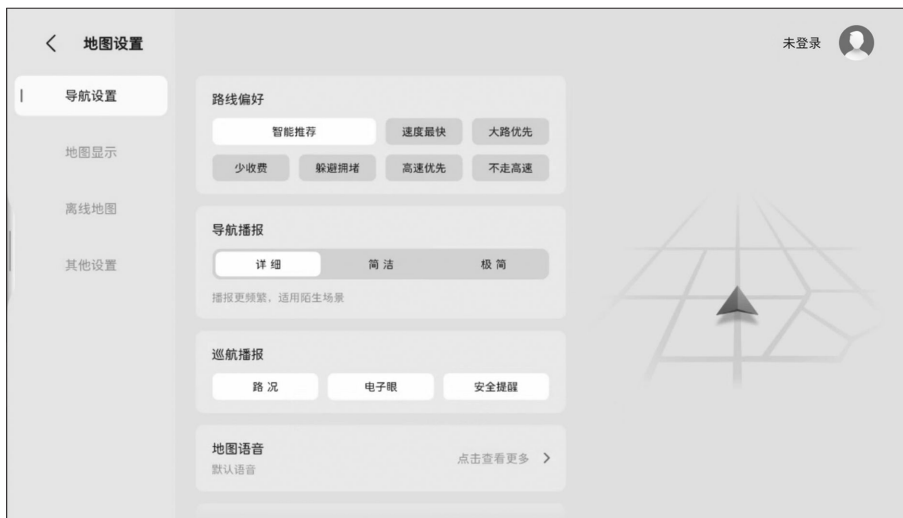 地图设置
未登录
导航设置
地图显示
离线地图
其他设置
路线偏好
智能推荐 速度最快 大路优先
少收费 躲避拥堵 高速优先 不走高速
导航播报
详细 简洁 极简
播报更频繁，适用陌生场景
巡航播报
路况 电子眼 安全提醒
地图语音
默认语音
点击查看更多